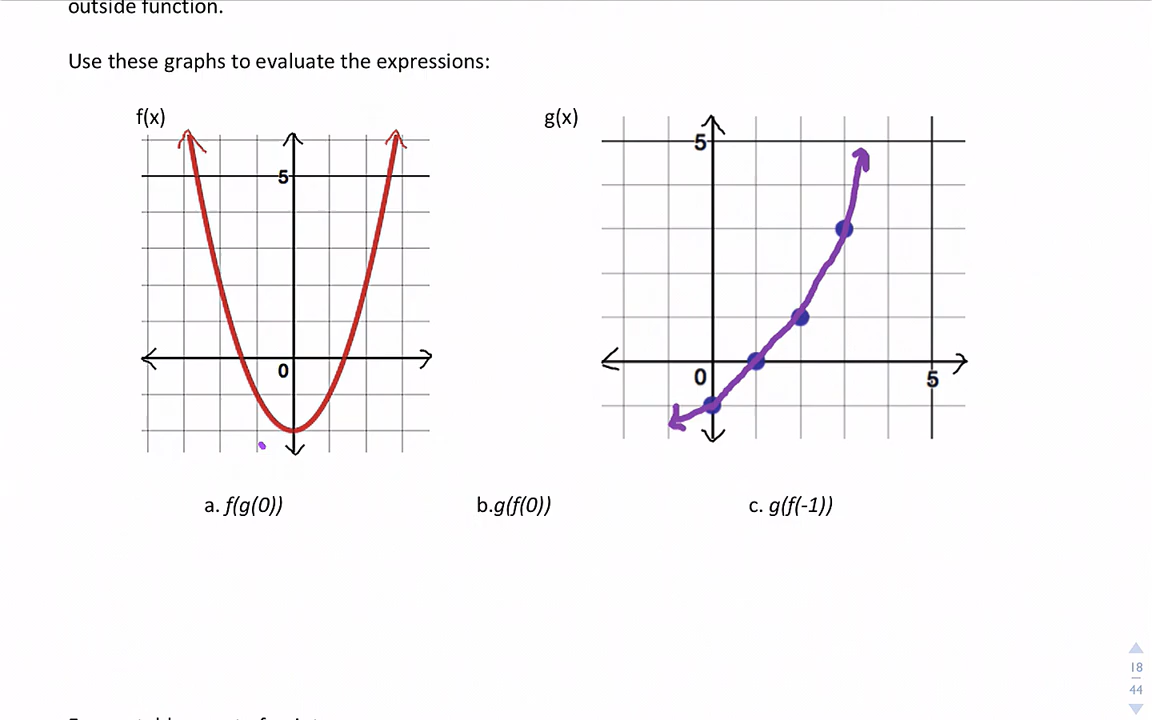 outside function.
Use these graphs to evaluate the expressions:
f(x)
g(x)
5
0
5
0
5
a. f(g(0))
b.g(f(0))
c. g(f(-1))
18
44